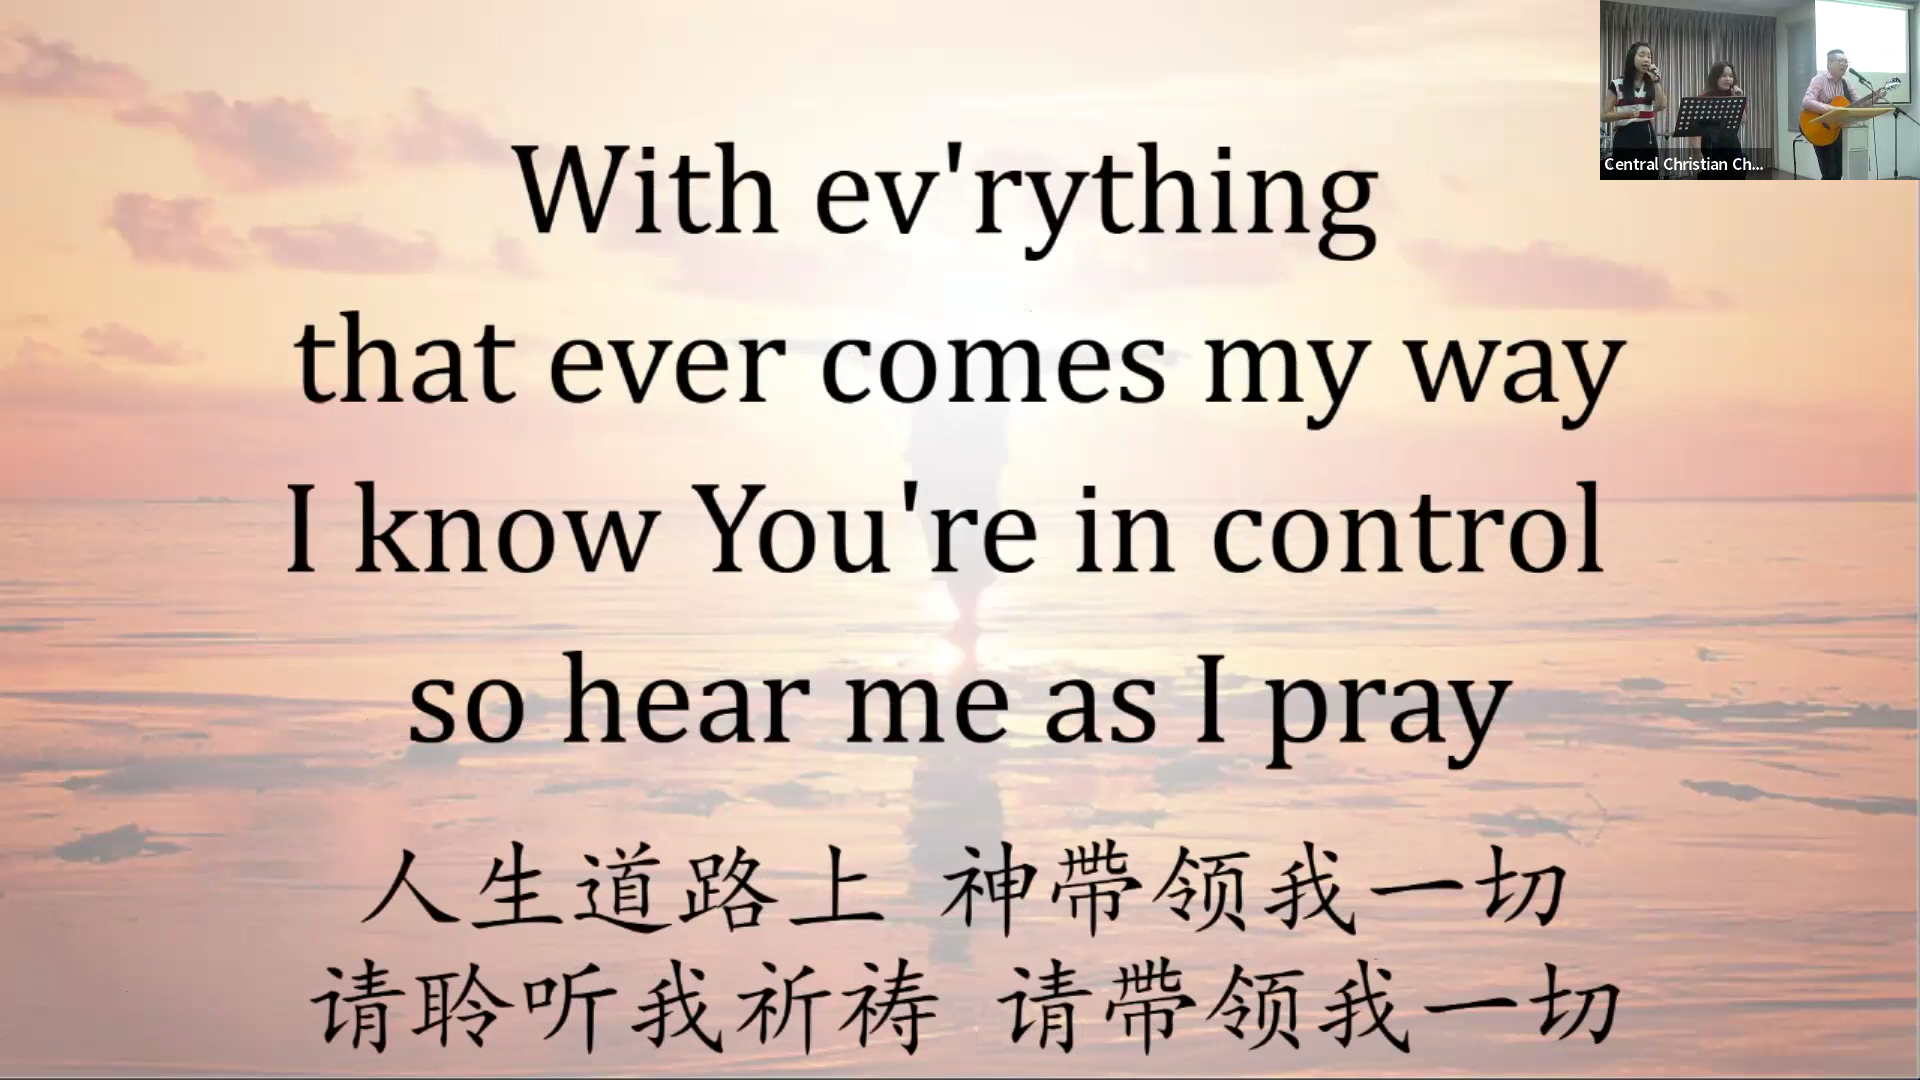 With ev'rything
that ever comes my way
I know You're in control
so hear me as I pray
人生道路上 神帶领我一切
请聆听我祈祷 请帶领我一切
Central Christian Ch...